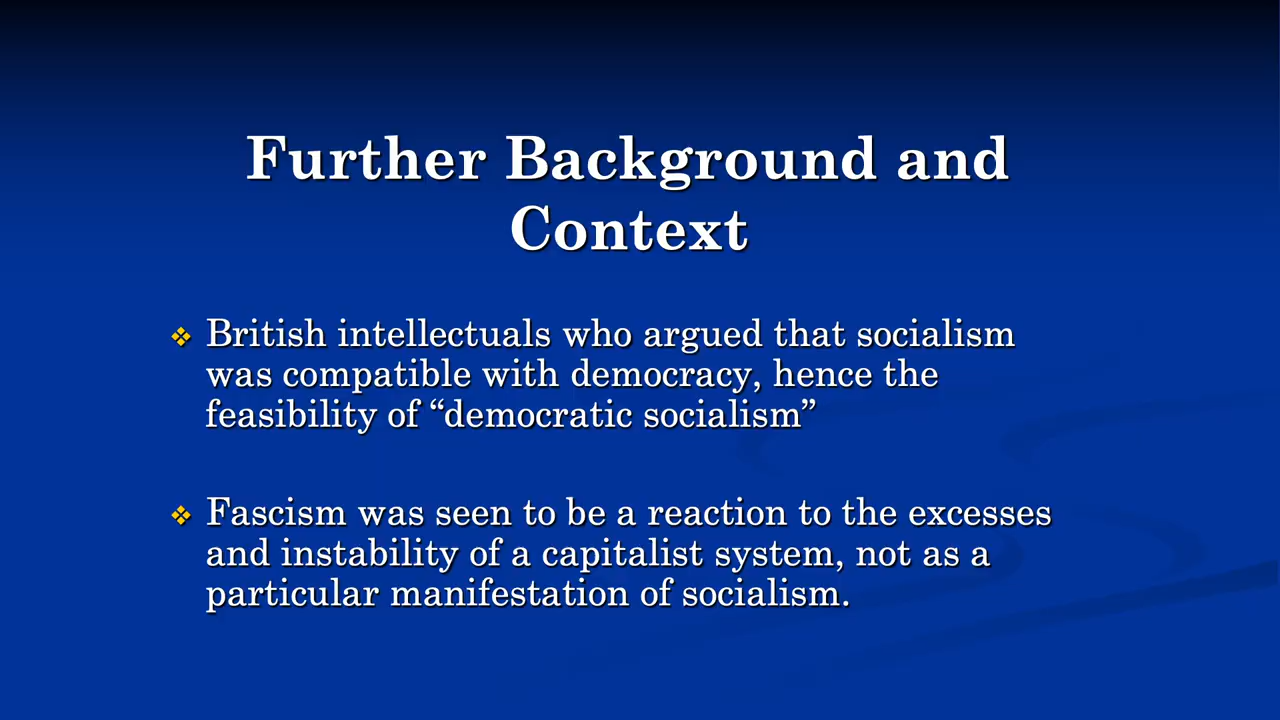 Further Background and
Context
❖ British intellectuals who argued that socialism
was compatible with democracy, hence the
feasibility of “democratic socialism”
❖ Fascism was seen to be a reaction to the excesses
and instability of a capitalist system, not as a
particular manifestation of socialism.